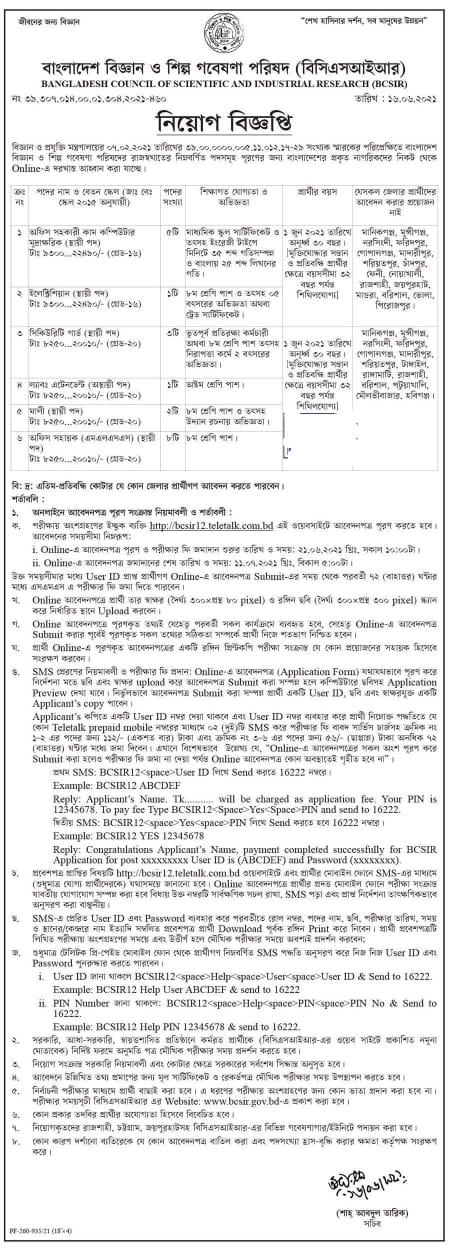 জীবনের জন্য বিজ্ঞান
"শেখ হাসিনার দর্শন, সব মানুষের উন্নয়ন"
বাংলাদেশ বিজ্ঞান ও শিল্প গবেষণা পরিষদ (বিসিএসআইআর)
BANGLADESH COUNCIL OF SCIENTIFIC AND INDUSTRIAL RESEARCH (BCSIR)
নং ৩৯.৩০৭.০১৪.০০.০১.৩০৪.২০২১-৪৬০
তারিখ : ১৬.০৬.২০২১
নিয়োগ বিজ্ঞপ্তি
বিজ্ঞান ও প্রযুক্তি মন্ত্রণালয়ের ০৭.০২.২০২১ তারিখের ৩৯.০০.০০০০.০০৫.১১.০১২.১৭-২৯ সংখ্যক স্মারকের পরিপ্রেক্ষিতে বাংলাদেশ
বিজ্ঞান ও শিল্প গবেষণা পরিষদের রাজস্বখাতের নিম্নবর্ণিত পদসমূহ পূরণের জন্য বাংলাদেশের প্রকৃত নাগরিকদের নিকট থেকে
Online-এ দরখাস্ত আহ্বান করা যাচ্ছে।
ক্রঃ নং
পদের নাম ও বেতন স্কেল (জাঃ বেঃ স্কেল ২০১৫ অনুযায়ী)
পদের সংখ্যা
শিক্ষাগত যোগ্যতা ও অভিজ্ঞতা
প্রার্থীর বয়স
যেসকল জেলার প্রার্থীদের আবেদন করার প্রয়োজন নাই
১
অফিস সহকারী কাম কম্পিউটার
মুদ্রাক্ষরিক (স্থায়ী পদ)
টাঃ ৯৩০০...২২৪৯০/- (গ্রেড-১৬)
৫টি
মাধ্যমিক স্কুল সার্টিফিকেট ও
তৎসহ ইংরেজী টাইপে
মিনিটে ৩৫ শব্দ গতিসম্পন্ন
ও বাংলায় ২৫ শব্দ লিখনের
গতি।
১ জুন ২০২১ তারিখে
অনূর্ধ্ব ৩০ বছর।
[মুক্তিযোদ্ধার সন্তান
ও প্রতিবন্ধি প্রার্থীর
ক্ষেত্রে বয়সসীমা ৩২
বছর পর্যন্ত
শিথিলযোগ্য]
মানিকগঞ্জ, মুন্সীগঞ্জ,
নরসিংদী, ফরিদপুর,
গোপালগঞ্জ, মাদারীপুর,
শরিয়তপুর, চাঁদপুর,
ফেনী, নোয়াখালী,
রাজশাহী, জয়পুরহাট,
মাগুরা, বরিশাল, ভোলা,
পিরোজপুর।
২
ইলেক্ট্রিশিয়ান (স্থায়ী পদ)
টাঃ ৯৩০০...২২৪৯০/- (গ্রেড-১৬)
১টি
৮ম শ্রেণি পাশ ও তৎসহ ০৫
বৎসরের অভিজ্ঞতা অথবা
ট্রেড সার্টিফিকেট।
৩
সিকিউরিটি গার্ড (স্থায়ী পদ)
টাঃ ৮২৫০...২০০১০/- (গ্রেড-২০)
৩টি
ভূতপূর্ব প্রতিরক্ষা কর্মচারী
অথবা ৮ম শ্রেণি পাশ তৎসহ
নিরাপত্তা কর্মে ২ বৎসরের
অভিজ্ঞতা।
১ জুন ২০২১ তারিখে
অনূর্ধ্ব ৩০ বছর।
[মুক্তিযোদ্ধার সন্তান
ও প্রতিবন্ধি প্রার্থীর
ক্ষেত্রে বয়সসীমা ৩২
বছর পর্যন্ত
শিথিলযোগ্য]
মানিকগঞ্জ, মুন্সীগঞ্জ,
নরসিংদী, ফরিদপুর,
গোপালগঞ্জ, মাদারীপুর,
শরিয়তপুর, টাঙ্গাইল,
রাঙ্গামাটি, রাজশাহী,
বরিশাল, পটুয়াখালি,
মৌলভীবাজার, হবিগঞ্জ।
৪
ল্যাবঃ এটেনডেন্ট (অস্থায়ী পদ)
টাঃ ৮২৫০...২০০১০/- (গ্রেড-২০)
১টি
অষ্টম শ্রেণি পাশ।
৫
মালী (স্থায়ী পদ)
টাঃ ৮২৫০...২০০১০/- (গ্রেড-২০)
২টি
৮ম শ্রেণি পাশ ও তৎসহ
উদ্যান রচনায় অভিজ্ঞতা।
৬
অফিস সহায়ক (এমএলএসএস) (স্থায়ী
পদ)
টাঃ ৮২৫০...২০০১০/- (গ্রেড-২০)
৮টি
৮ম শ্রেণি পাশ।
বি: দ্র: এতিম-প্রতিবন্ধি কোটার যে কোন জেলার প্রার্থীগণ আবেদন করতে পারবেন।
শর্তাবলি :
১. অনলাইনে আবেদনপত্র পূরণ সংক্রান্ত নিয়মাবলী ও শর্তাবলী :
ক. পরীক্ষায় অংশগ্রহণের ইচ্ছুক ব্যক্তি http://bcsir12.teletalk.com.bd এই ওয়েবসাইটে আবেদনপত্র পূরণ করতে হবে।
আবেদনের সময়সীমা নিম্নরূপ:
i. Online-এ আবেদনপত্র পূরণ ও পরীক্ষার ফি জমাদান শুরুর তারিখ ও সময়: ২১.০৬.২০২১ খ্রিঃ, সকাল ১০:০০টা।
ii. Online-এ আবেদনপত্র জমাদানের শেষ তারিখ ও সময়: ১১.০৭.২০২১ খ্রিঃ, বিকাল ৫:০০টা।
উক্ত সময়সীমার মধ্যে User ID প্রাপ্ত প্রার্থীগণ Online-এ আবেদনপত্র Submit-এর সময় থেকে পরবর্তী ৭২ (বাহাত্তর) ঘন্টার
মধ্যে এসএমএস এ পরীক্ষার ফি জমা দিতে পারবেন।
খ. Online আবেদনপত্রে প্রার্থী তার স্বাক্ষর (দৈর্ঘ্য ৩০০×প্রস্থ ৮০ pixel) ও রঙ্গিন ছবি (দৈর্ঘ্য ৩০০×প্রস্থ ৩০০ pixel) স্ক্যান
করে নির্ধারিত স্থানে Upload করবেন।
গ. Online আবেদনপত্রে পূরণকৃত তথ্যই যেহেতু পরবর্তী সকল কার্যক্রমে ব্যবহৃত হবে, সেহেতু Online-এ আবেদনপত্র
Submit করার পূর্বেই পূরণকৃত সকল তথ্যের সঠিকতা সম্পর্কে প্রার্থী নিজে শতভাগ নিশ্চিত হবেন।
ঘ. প্রার্থী Online-এ পূরণকৃত আবেদনপত্রের একটি রঙ্গিন প্রিন্টকপি পরীক্ষা সংক্রান্ত যে কোন প্রয়োজনের সহায়ক হিসেবে
সংরক্ষণ করবেন।
ঙ. SMS প্রেরণের নিয়মাবলী ও পরীক্ষার ফি প্রদান: Online-এ আবেদনপত্র (Application Form) যথাযথভাবে পূরণ করে
নির্দেশনা মতে ছবি এবং স্বাক্ষর upload করে আবেদনপত্র Submit করা সম্পন্ন হলে কম্পিউটারে ছবিসহ Application
Preview দেখা যাবে। নির্ভুলভাবে আবেদনপত্র Submit করা সম্পন্ন প্রার্থী একটি User ID, ছবি এবং স্বাক্ষরযুক্ত একটি
Applicant's copy পাবেন।
Applicant's কপিতে একটি User ID নম্বর দেয়া থাকবে এবং User ID নম্বর ব্যবহার করে প্রার্থী নিম্নোক্ত পদ্ধতিতে যে
কোন Teletalk prepaid mobile নম্বরের মাধ্যমে ০২ (দুই)টি SMS করে পরীক্ষার ফি বাবদ সার্ভিস চার্জসহ ক্রমিক নং
১-২ এর পদের জন্য ১১২/- (একশত বার) টাকা এবং ক্রমিক নং ৩-৬ এর পদের জন্য ৫৬/- (ছাপ্পান্ন) টাকা অনধিক ৭২
(বাহাত্তর) ঘন্টার মধ্যে জমা দিবেন। এখানে বিশেষভাবে উল্লেখ্য যে, "Online-এ আবেদনপত্রের সকল অংশ পূরণ করে
Submit করা হলেও পরীক্ষার ফি জমা না দেয়া পর্যন্ত Online আবেদনপত্র কোন অবস্থাতেই গৃহীত হবে না"।
প্রথম SMS: BCSIR12<space>User ID লিখে Send করতে হবে 16222 নম্বরে।
Example: BCSIR12 ABCDEF
Reply: Applicant's Name. Tk........... will be charged as application fee. Your PIN is
12345678. To pay fee Type BCSIR12<Space>Yes<Space>PIN and send to 16222.
দ্বিতীয় SMS: BCSIR12<space>Yes<Space>PIN লিখে Send করতে হবে 16222 নম্বরে।
Example: BCSIR12 YES 12345678
Reply: Congratulations Applicant's Name, payment completed successfully for BCSIR
Application for post xxxxxxxxx User ID is (ABCDEF) and Password (xxxxxxxx).
চ. প্রবেশপত্র প্রাপ্তির বিষয়টি http://bcsir12.teletalk.com.bd ওয়েবসাইটে এবং প্রার্থীর মোবাইল ফোনে SMS-এর মাধ্যমে
(শুধুমাত্র যোগ্য প্রার্থীদেরকে) যথাসময়ে জানানো হবে। Online আবেদনপত্রে প্রার্থীর প্রদত্ত মোবাইল ফোনে পরীক্ষা সংক্রান্ত
যাবতীয় যোগাযোগ সম্পন্ন করা হবে বিধায় উক্ত নম্বরটি সার্বক্ষণিক সচল রাখা, SMS পড়া এবং প্রাপ্ত নির্দেশনা তাৎক্ষণিকভাবে
অনুসরণ করা বাঞ্ছনীয়।
ছ. SMS-এ প্রেরিত User ID এবং Password ব্যবহার করে পরবর্তীতে রোল নম্বর, পদের নাম, ছবি, পরীক্ষার তারিখ, সময়
ও স্থানের/কেন্দ্রের নাম ইত্যাদি সম্বলিত প্রবেশপত্র প্রার্থী Download পূর্বক রঙ্গিন Print করে নিবেন। প্রার্থী প্রবেশপত্রটি
লিখিত পরীক্ষায় অংশগ্রহণের সময়ে এবং উত্তীর্ণ হলে মৌখিক পরীক্ষার সময়ে অবশ্যই প্রদর্শন করবেন;
জ. শুধুমাত্র টেলিটক প্রি-পেইড মোবাইল ফোন থেকে প্রার্থীগণ নিম্নবর্ণিত SMS পদ্ধতি অনুসরণ করে নিজ নিজ User ID এবং
Password পুনরুদ্ধার করতে পারবেন।
i. User ID জানা থাকলে BCSIR12<space>Help<space>User<space>User ID & Send to 16222.
Example: BCSIR12 Help User ABCDEF & send to 16222
ii. PIN Number জানা থাকলে: BCSIR12<space>Help<space>PIN<space>PIN No & Send to
16222.
Example: BCSIR12 Help PIN 12345678 & send to 16222.
২. সরকারি, আধা-সরকারি, স্বায়ত্তশাসিত প্রতিষ্ঠানে কর্মরত প্রার্থীকে (বিসিএসআইআর-এর ওয়েব সাইটে প্রকাশিত নমুনা
মোতাবেক) নির্দিষ্ট ফরমে অনুমতি পত্র মৌখিক পরীক্ষার সময় প্রদর্শন করতে হবে।
৩. নিয়োগ সংক্রান্ত সরকারি নিয়মাবলী এবং কোটার ক্ষেত্রে সরকারের সর্বশেষ সিদ্ধান্ত অনুসৃত হবে।
৪. আবেদনে উল্লিখিত তথ্য প্রমাণের জন্য মূল সার্টিফিকেট ও রেকর্ডপত্র মৌখিক পরীক্ষার সময় উপস্থাপন করতে হবে।
৫. নির্বাচনী পরীক্ষার মাধ্যমে প্রার্থী বাছাই করা হবে। এ ধরণের পরীক্ষায় অংশগ্রহণের জন্য কোন ভাতা প্রদান করা হবে না।
পরীক্ষার সময়সূচী বিসিএসআইআর এর Website: www.bcsir.gov.bd-এ প্রকাশ করা হবে।
৬. কোন প্রকার তদবির প্রার্থীর অযোগ্যতা হিসেবে বিবেচিত হবে।
৭. নিয়োগকৃতদের রাজশাহী, চট্টগ্রাম, জয়পুরহাটসহ বিসিএসআইআর-এর বিভিন্ন গবেষণাগার/ইউনিটে পদায়ন করা হবে।
৮. কোন কারণ দর্শানো ব্যতিরেকে যে কোন আবেদনপত্র বাতিল করা এবং পদসংখ্যা হ্রাস-বৃদ্ধি করার ক্ষমতা কর্তৃপক্ষ সংরক্ষণ
করে।
১৬/০৬/২১
(শাহ্ আবদুল তারিক)
সচিব
PF-260-935/21 (18˝×4)